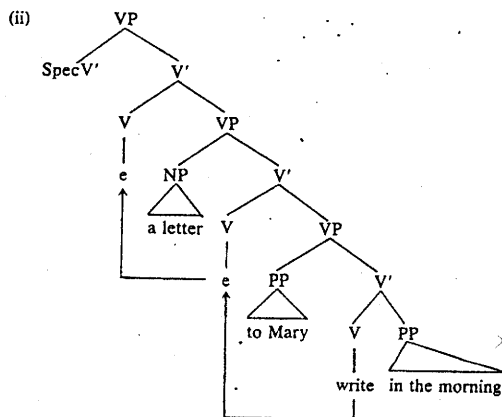 (ii) VP
SpecV' V'
V VP
e NP V'
a letter V VP
e PP V'
to Mary V PP
write in the morning